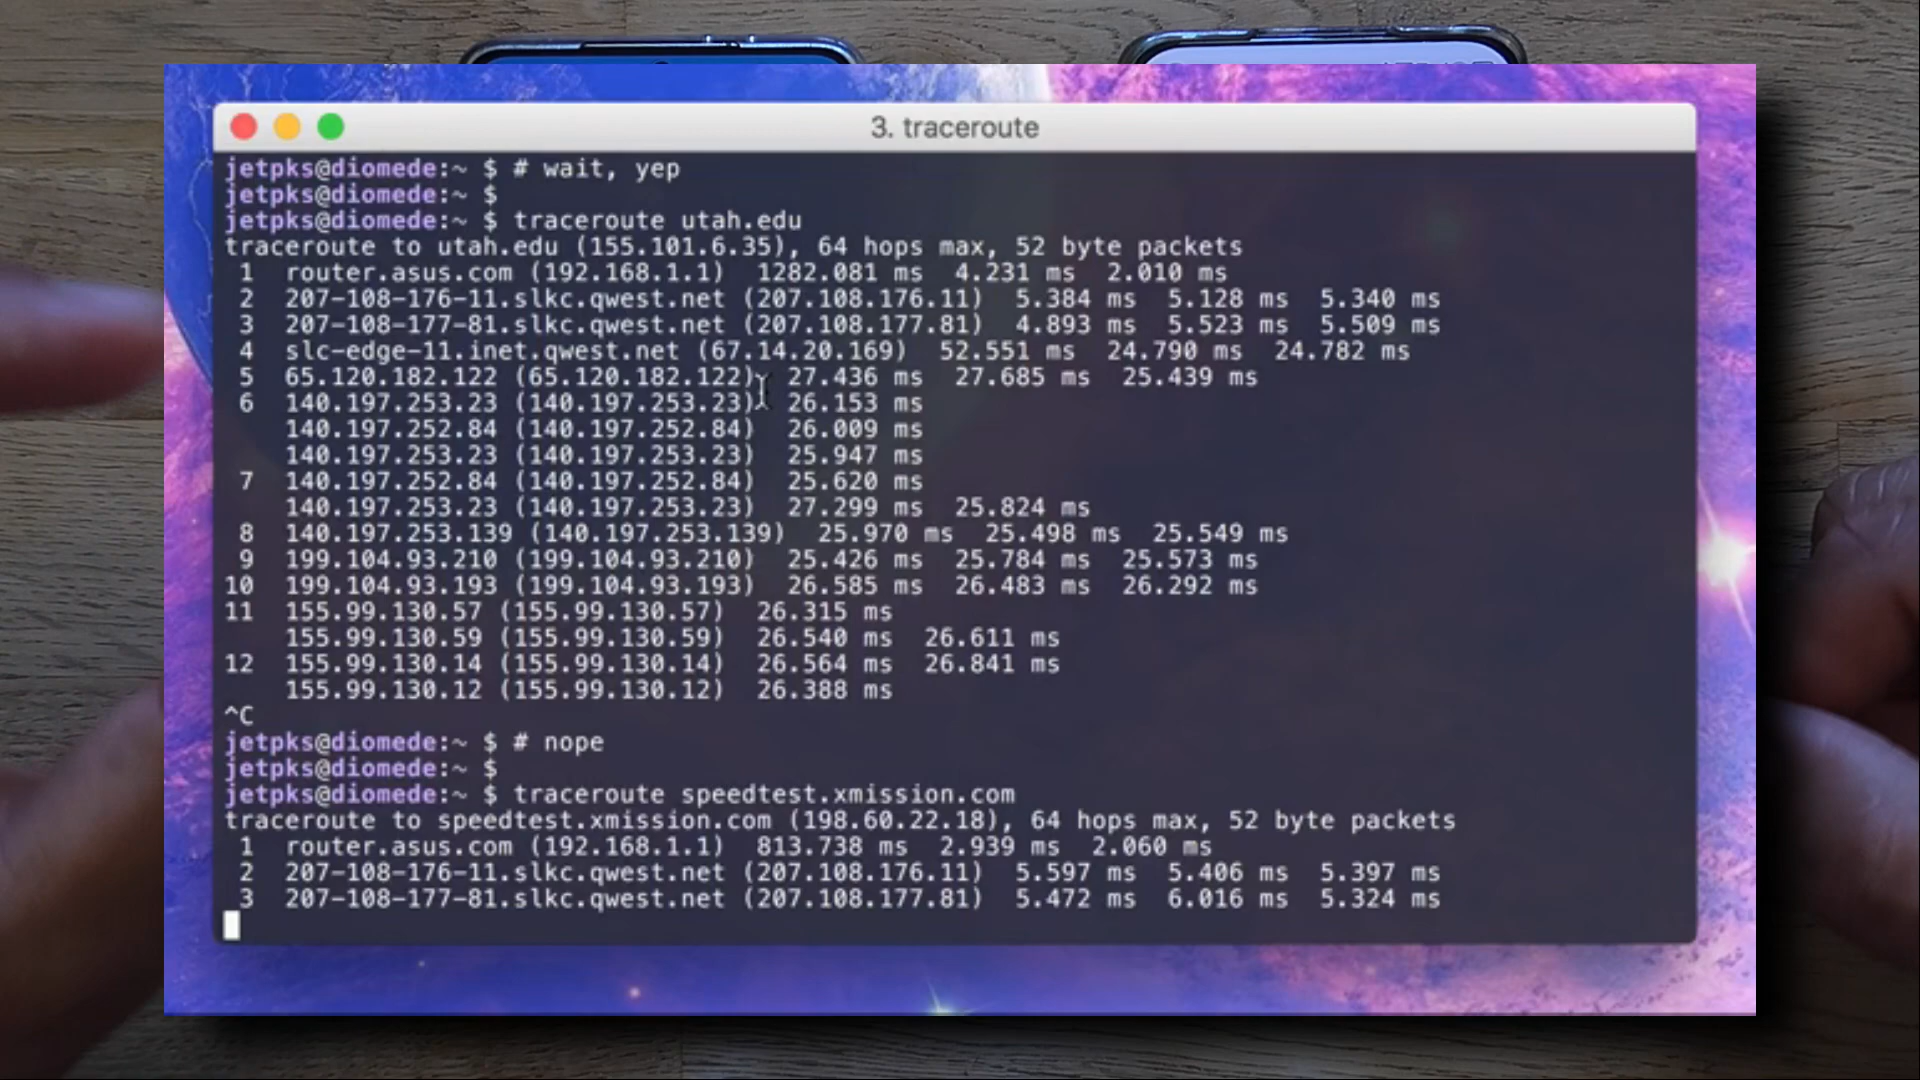 3. traceroute
jetpks@diomede:~ $ # wait, yep
jetpks@diomede:~ $
jetpks@diomede:~ $ traceroute utah.edu
traceroute to utah.edu (155.101.6.35), 64 hops max, 52 byte packets
1 router.asus.com (192.168.1.1) 1282.081 ms 4.231 ms 2.010 ms
2 207-108-176-11.slkc.qwest.net (207.108.176.11) 5.384 ms 5.128 ms 5.340 ms
3 207-108-177-81.slkc.qwest.net (207.108.177.81) 4.893 ms 5.523 ms 5.509 ms
4 slc-edge-11.inet.qwest.net (67.14.20.169) 52.551 ms 24.790 ms 24.782 ms
5 65.120.182.122 (65.120.182.122) 27.436 ms 27.685 ms 25.439 ms
6 140.197.253.23 (140.197.253.23) 26.153 ms
140.197.252.84 (140.197.252.84) 26.009 ms
140.197.253.23 (140.197.253.23) 25.947 ms
7 140.197.252.84 (140.197.252.84) 25.620 ms
140.197.253.23 (140.197.253.23) 27.299 ms 25.824 ms
8 140.197.253.139 (140.197.253.139) 25.970 ms 25.498 ms 25.549 ms
9 199.104.93.210 (199.104.93.210) 25.426 ms 25.784 ms 25.573 ms
10 199.104.93.193 (199.104.93.193) 26.585 ms 26.483 ms 26.292 ms
11 155.99.130.57 (155.99.130.57) 26.315 ms
155.99.130.59 (155.99.130.59) 26.540 ms 26.611 ms
12 155.99.130.14 (155.99.130.14) 26.564 ms 26.841 ms
155.99.130.12 (155.99.130.12) 26.388 ms
^C
jetpks@diomede:~ $ # nope
jetpks@diomede:~ $
jetpks@diomede:~ $ traceroute speedtest.xmission.com
traceroute to speedtest.xmission.com (198.60.22.18), 64 hops max, 52 byte packets
1 router.asus.com (192.168.1.1) 813.738 ms 2.939 ms 2.060 ms
2 207-108-176-11.slkc.qwest.net (207.108.176.11) 5.597 ms 5.406 ms 5.397 ms
3 207-108-177-81.slkc.qwest.net (207.108.177.81) 5.472 ms 6.016 ms 5.324 ms